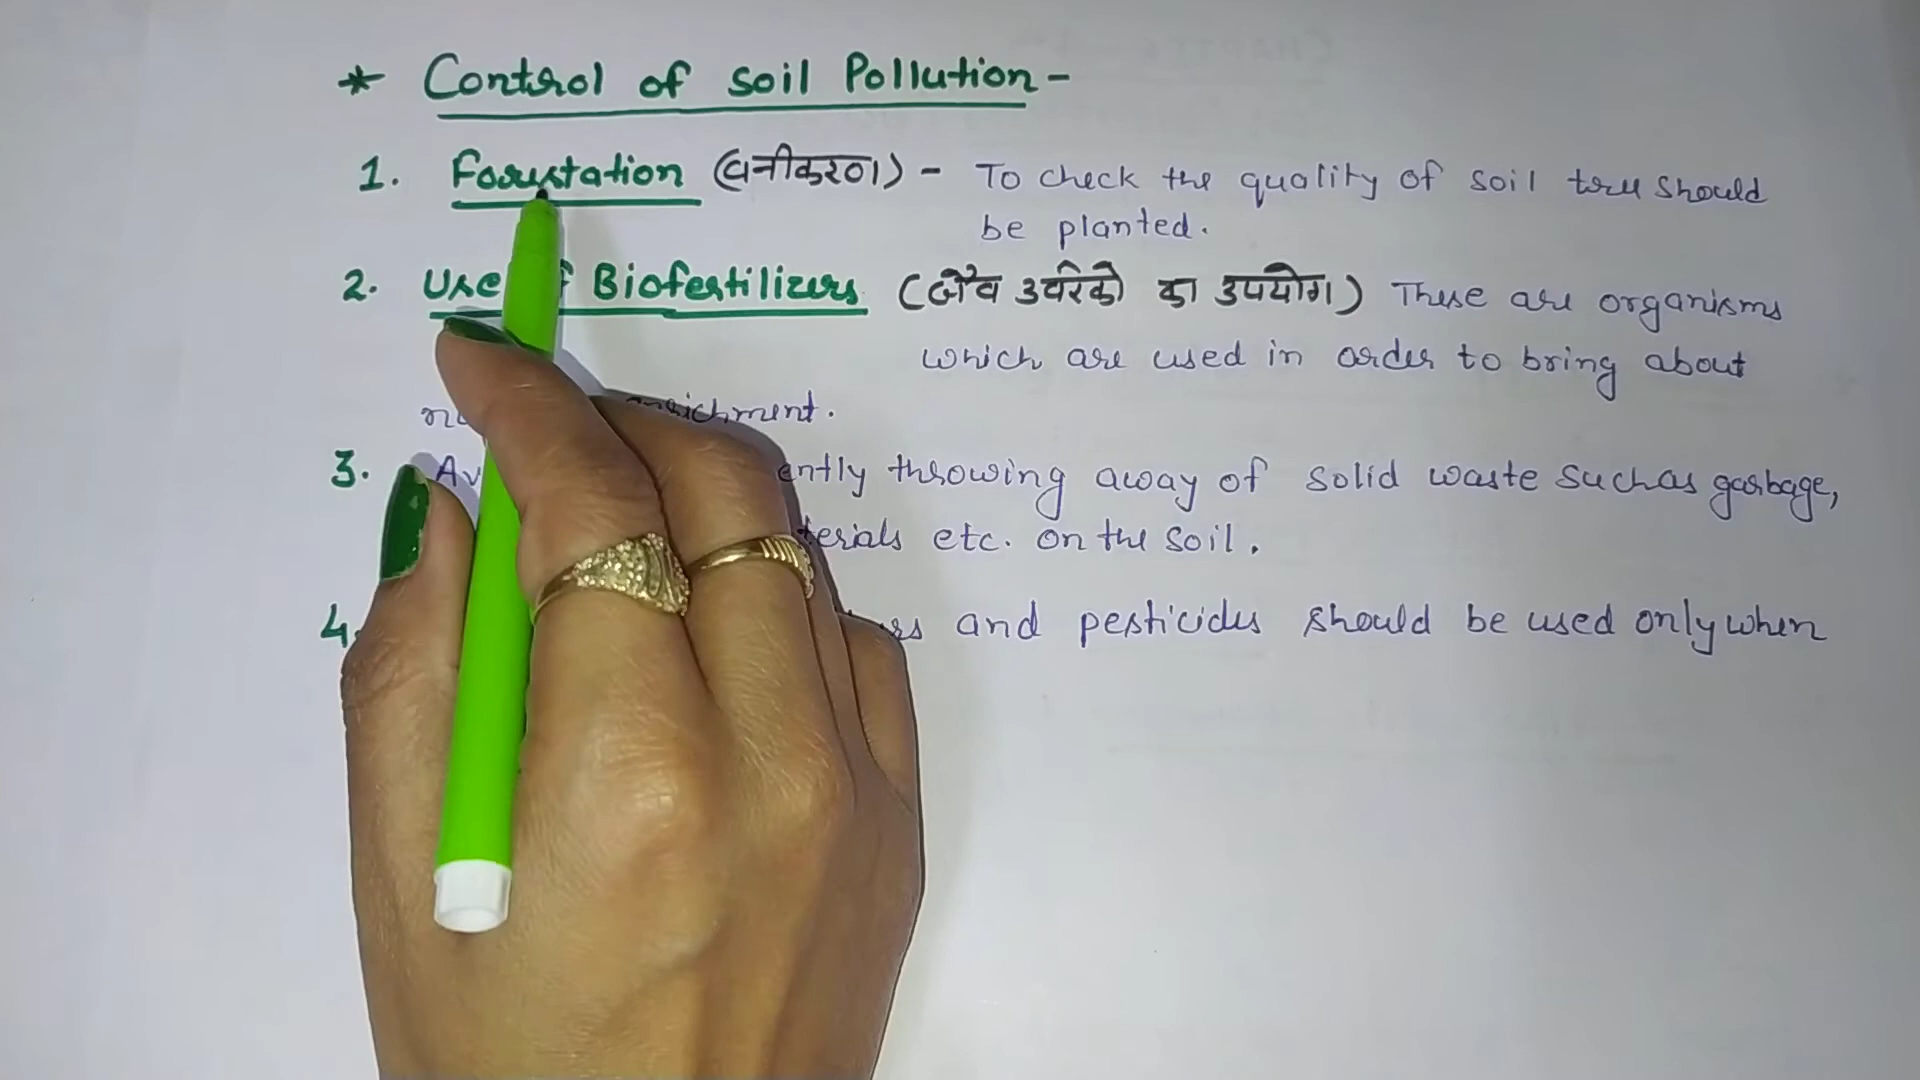 * Control of soil Pollution -
1. Forestation (वनीकरण) - To check the quality of soil tree should
be planted.
2. Use of Biofertilizers (जैव उर्वरको का उपयोग) These are organisms
which are used in order to bring about
enrichment.
3. throwing away of solid waste such as garbage,
etc. on the soil.
4. and pesticides should be used only when